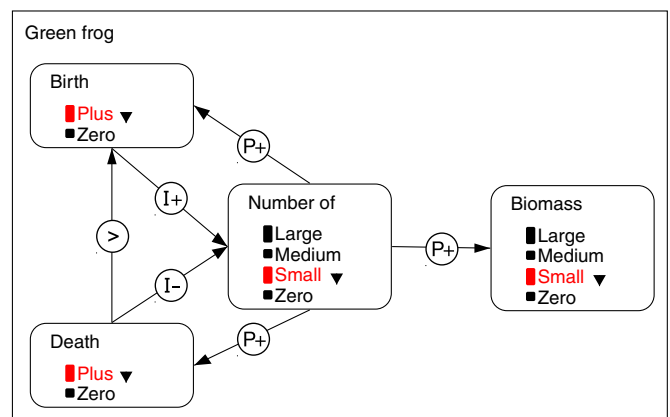 Green frog
Birth
Plus ▼
Zero
P+
I+
Number of
Large
Medium
Small ▼
Zero
Biomass
Large
Medium
Small ▼
Zero
>
P+
I-
P+
Death
Plus ▼
Zero